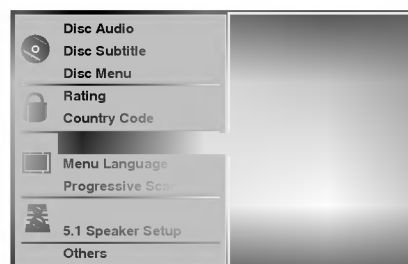 Disc Audio
Disc Subtitle
Disc Menu
Rating
Country Code
Menu Language
Progressive Scan
5.1 Speaker Setup
Others